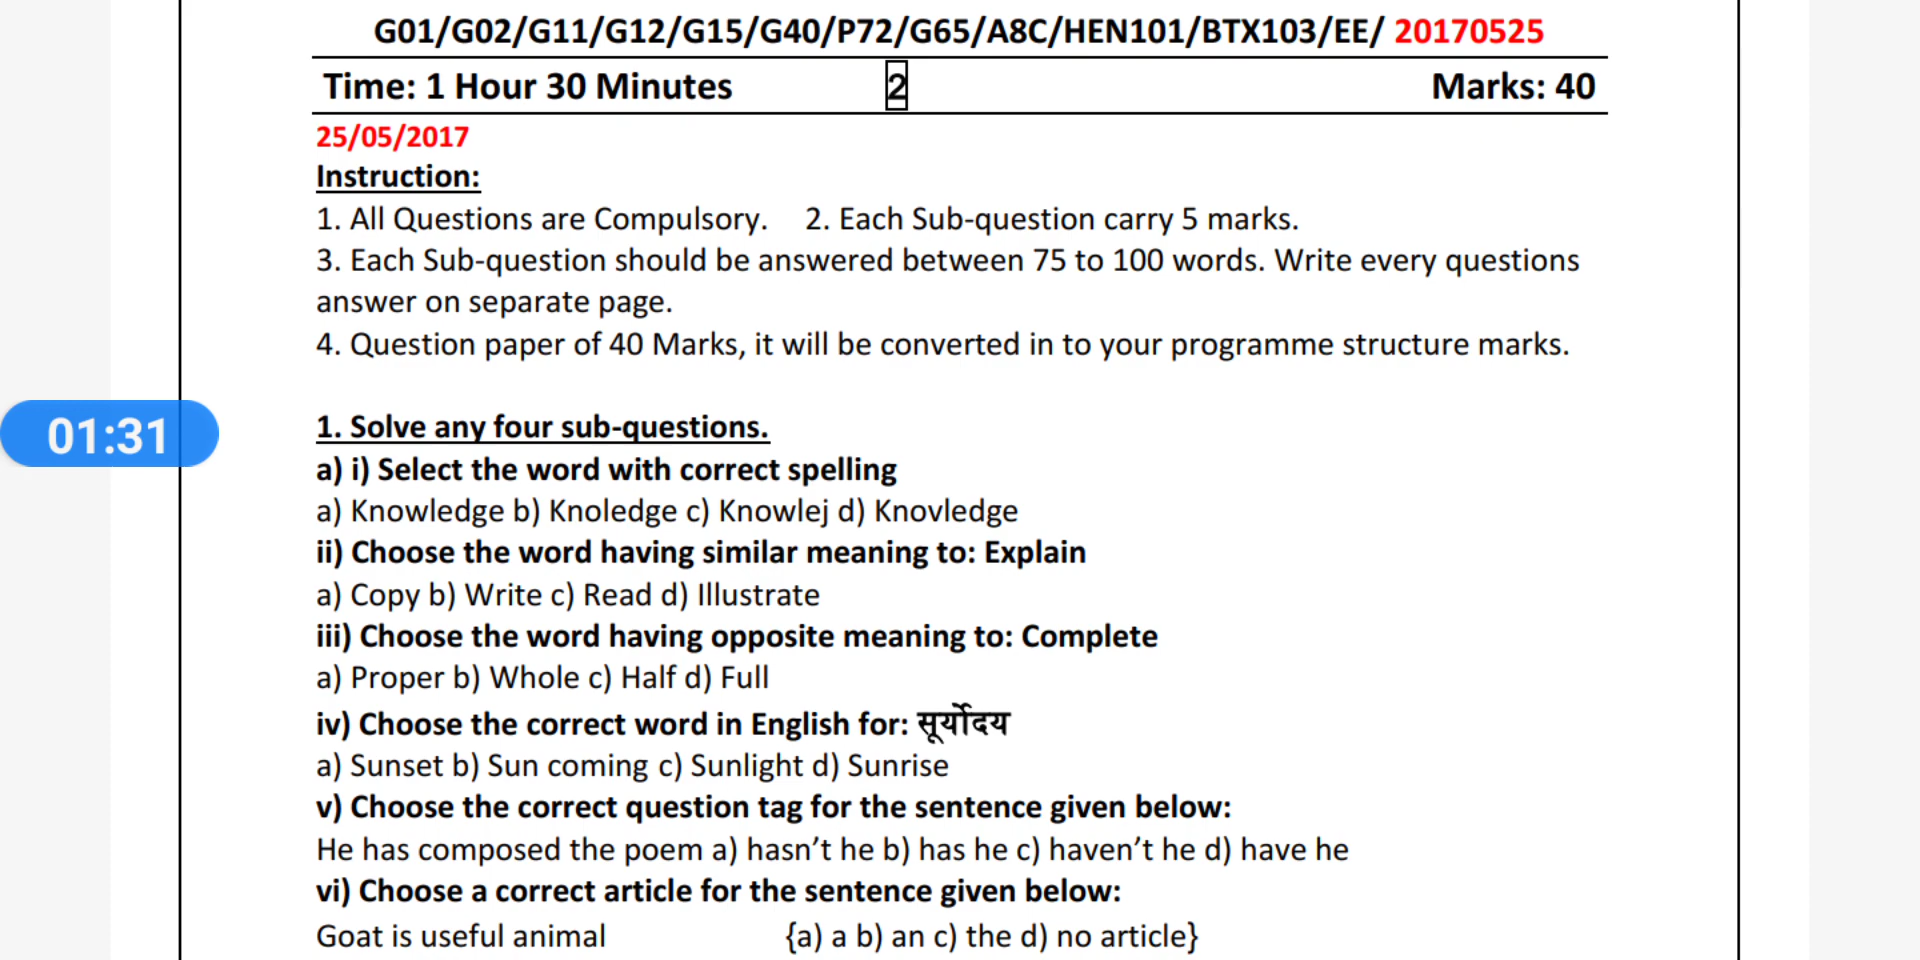 G01/G02/G11/G12/G15/G40/P72/G65/A8C/HEN101/BTX103/EE/ 20170525
Time: 1 Hour 30 Minutes 2 Marks: 40
25/05/2017
Instruction:
1. All Questions are Compulsory. 2. Each Sub-question carry 5 marks.
3. Each Sub-question should be answered between 75 to 100 words. Write every questions
answer on separate page.
4. Question paper of 40 Marks, it will be converted in to your programme structure marks.
01:31
1. Solve any four sub-questions.
a) i) Select the word with correct spelling
a) Knowledge b) Knoledge c) Knowlej d) Knovledge
ii) Choose the word having similar meaning to: Explain
a) Copy b) Write c) Read d) Illustrate
iii) Choose the word having opposite meaning to: Complete
a) Proper b) Whole c) Half d) Full
iv) Choose the correct word in English for: सूर्योदय
a) Sunset b) Sun coming c) Sunlight d) Sunrise
v) Choose the correct question tag for the sentence given below:
He has composed the poem a) hasn’t he b) has he c) haven’t he d) have he
vi) Choose a correct article for the sentence given below:
Goat is useful animal {a) a b) an c) the d) no article}